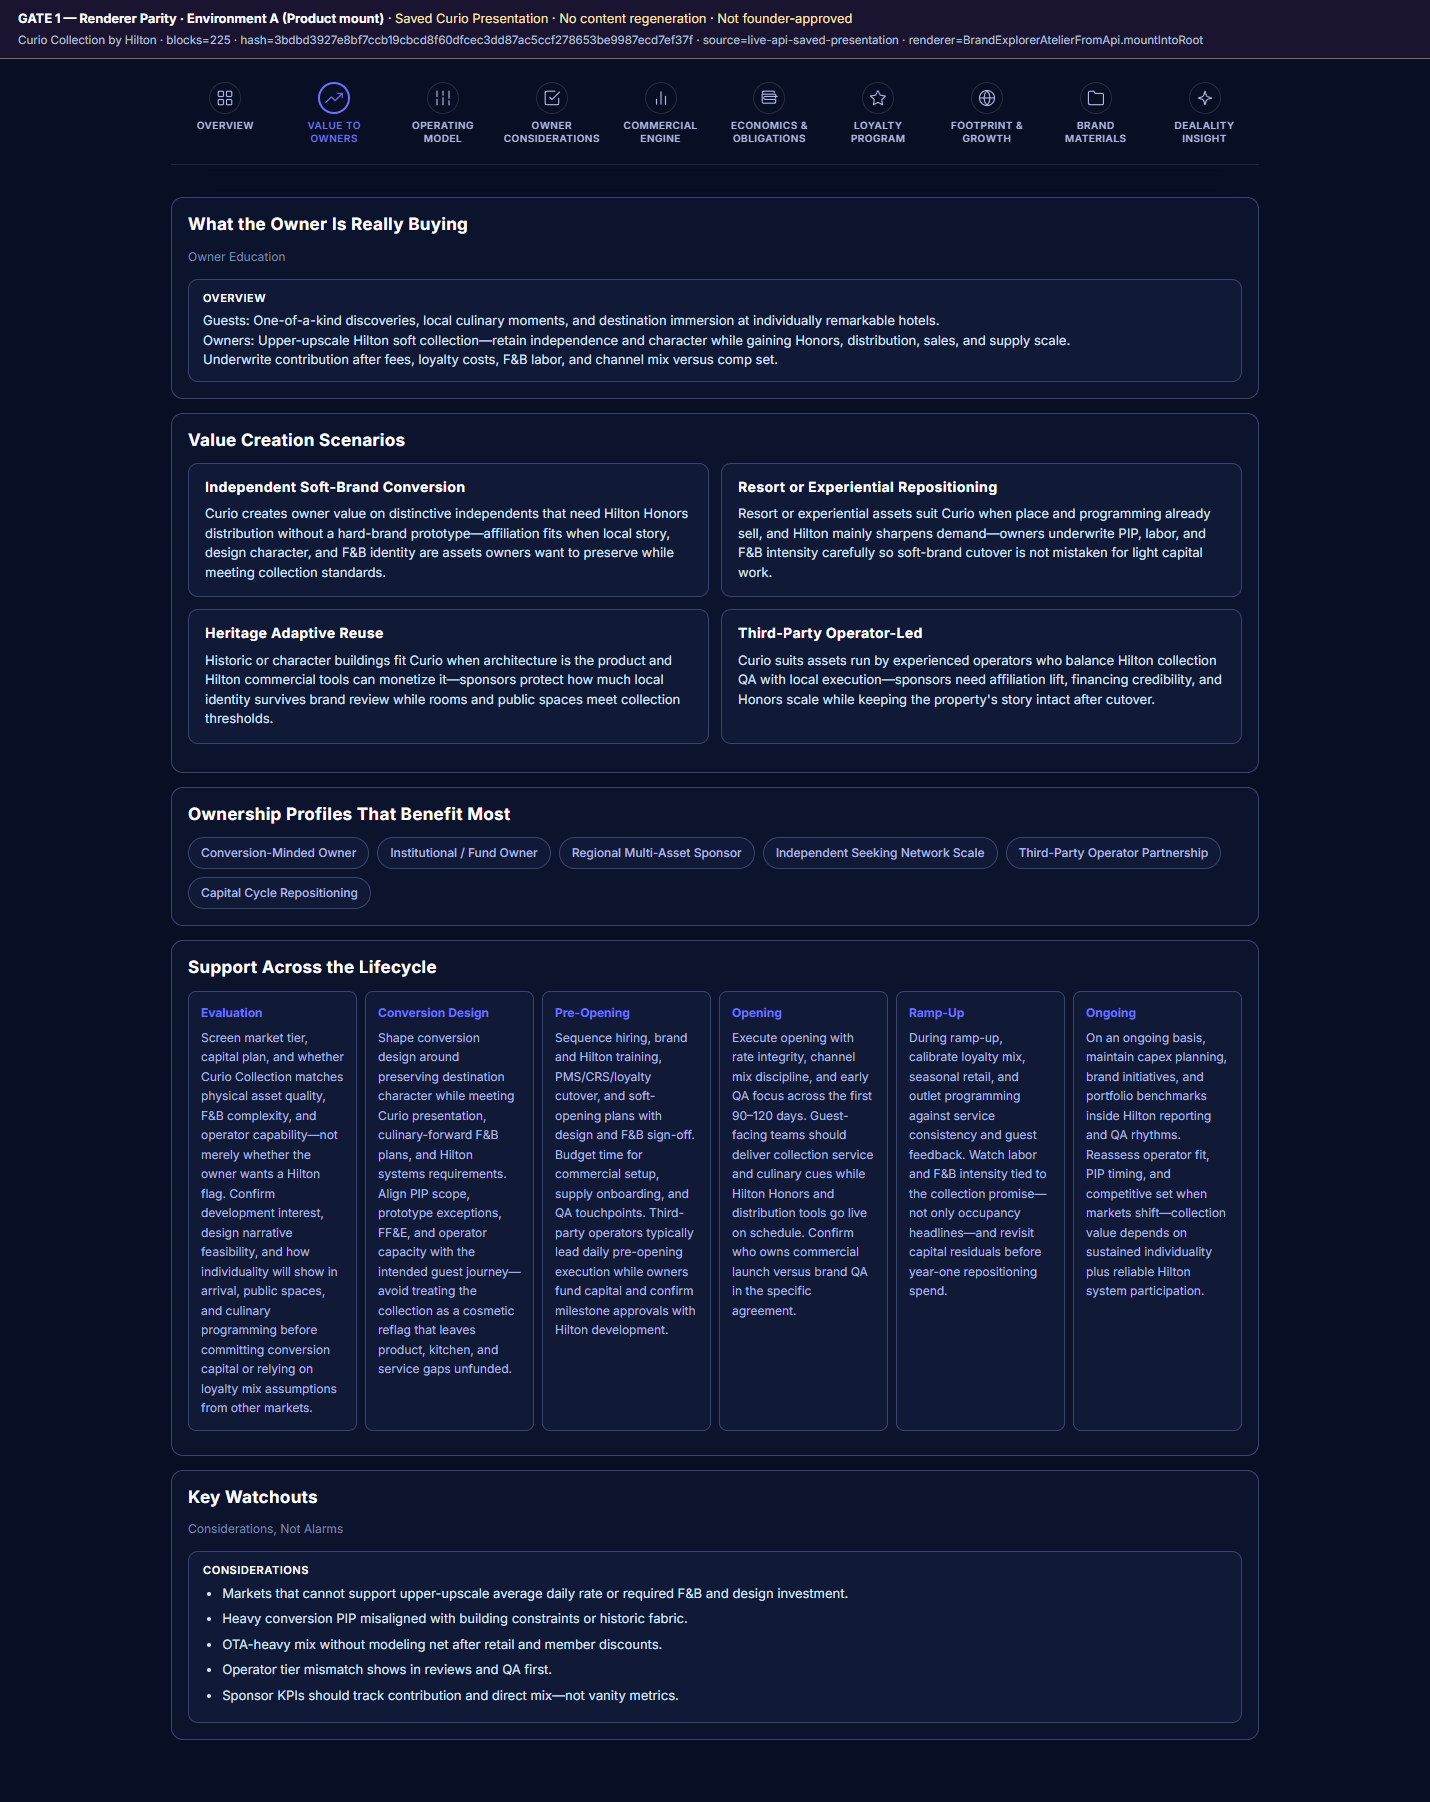 GATE 1 — Renderer Parity · Environment A (Product mount) · Saved Curio Presentation · No content regeneration · Not founder-approved
Curio Collection by Hilton · blocks=225 · hash=3bdbd3927e8bf7ccb19cbcd8f60dfcec3dd87ac5ccf278653be9987ecd7ef37f · source=live-api-saved-presentation · renderer=BrandExplorerAtelierFromApi.mountIntoRoot
OVERVIEW
VALUE TO
OWNERS
OPERATING
MODEL
OWNER
CONSIDERATIONS
COMMERCIAL
ENGINE
ECONOMICS &
OBLIGATIONS
LOYALTY
PROGRAM
FOOTPRINT &
GROWTH
BRAND
MATERIALS
DEALALITY
INSIGHT
What the Owner Is Really Buying
Owner Education
OVERVIEW
Guests: One-of-a-kind discoveries, local culinary moments, and destination immersion at individually remarkable hotels.
Owners: Upper-upscale Hilton soft collection—retain independence and character while gaining Honors, distribution, sales, and supply scale.
Underwrite contribution after fees, loyalty costs, F&B labor, and channel mix versus comp set.
Value Creation Scenarios
Independent Soft-Brand Conversion
Curio creates owner value on distinctive independents that need Hilton Honors
distribution without a hard-brand prototype—affiliation fits when local story,
design character, and F&B identity are assets owners want to preserve while
meeting collection standards.
Resort or Experiential Repositioning
Resort or experiential assets suit Curio when place and programming already
sell, and Hilton mainly sharpens demand—owners underwrite PIP, labor, and
F&B intensity carefully so soft-brand cutover is not mistaken for light capital
work.
Heritage Adaptive Reuse
Historic or character buildings fit Curio when architecture is the product and
Hilton commercial tools can monetize it—sponsors protect how much local
identity survives brand review while rooms and public spaces meet collection
thresholds.
Third-Party Operator-Led
Curio suits assets run by experienced operators who balance Hilton collection
QA with local execution—sponsors need affiliation lift, financing credibility, and
Honors scale while keeping the property's story intact after cutover.
Ownership Profiles That Benefit Most
Conversion-Minded Owner
Institutional / Fund Owner
Regional Multi-Asset Sponsor
Independent Seeking Network Scale
Third-Party Operator Partnership
Capital Cycle Repositioning
Support Across the Lifecycle
Evaluation
Screen market tier,
capital plan, and whether
Curio Collection matches
physical asset quality,
F&B complexity, and
operator capability—not
merely whether the
owner wants a Hilton
flag. Confirm
development interest,
design narrative
feasibility, and how
individuality will show in
arrival, public spaces,
and culinary
programming before
committing conversion
capital or relying on
loyalty mix assumptions
from other markets.
Conversion Design
Shape conversion
design around
preserving destination
character while meeting
Curio presentation,
culinary-forward F&B
plans, and Hilton
systems requirements.
Align PIP scope,
prototype exceptions,
FF&E, and operator
capacity with the
intended guest journey—
avoid treating the
collection as a cosmetic
reflag that leaves
product, kitchen, and
service gaps unfunded.
Pre-Opening
Sequence hiring, brand
and Hilton training,
PMS/CRS/loyalty
cutover, and soft-
opening plans with
design and F&B sign-off.
Budget time for
commercial setup,
supply onboarding, and
QA touchpoints. Third-
party operators typically
lead daily pre-opening
execution while owners
fund capital and confirm
milestone approvals with
Hilton development.
Opening
Execute opening with
rate integrity, channel
mix discipline, and early
QA focus across the first
90–120 days. Guest-
facing teams should
deliver collection service
and culinary cues while
Hilton Honors and
distribution tools go live
on schedule. Confirm
who owns commercial
launch versus brand QA
in the specific
agreement.
Ramp-Up
During ramp-up,
calibrate loyalty mix,
seasonal retail, and
outlet programming
against service
consistency and guest
feedback. Watch labor
and F&B intensity tied to
the collection promise—
not only occupancy
headlines—and revisit
capital residuals before
year-one repositioning
spend.
Ongoing
On an ongoing basis,
maintain capex planning,
brand initiatives, and
portfolio benchmarks
inside Hilton reporting
and QA rhythms.
Reassess operator fit,
PIP timing, and
competitive set when
markets shift—collection
value depends on
sustained individuality
plus reliable Hilton
system participation.
Key Watchouts
Considerations, Not Alarms
CONSIDERATIONS
• Markets that cannot support upper-upscale average daily rate or required F&B and design investment.
• Heavy conversion PIP misaligned with building constraints or historic fabric.
• OTA-heavy mix without modeling net after retail and member discounts.
• Operator tier mismatch shows in reviews and QA first.
• Sponsor KPIs should track contribution and direct mix—not vanity metrics.